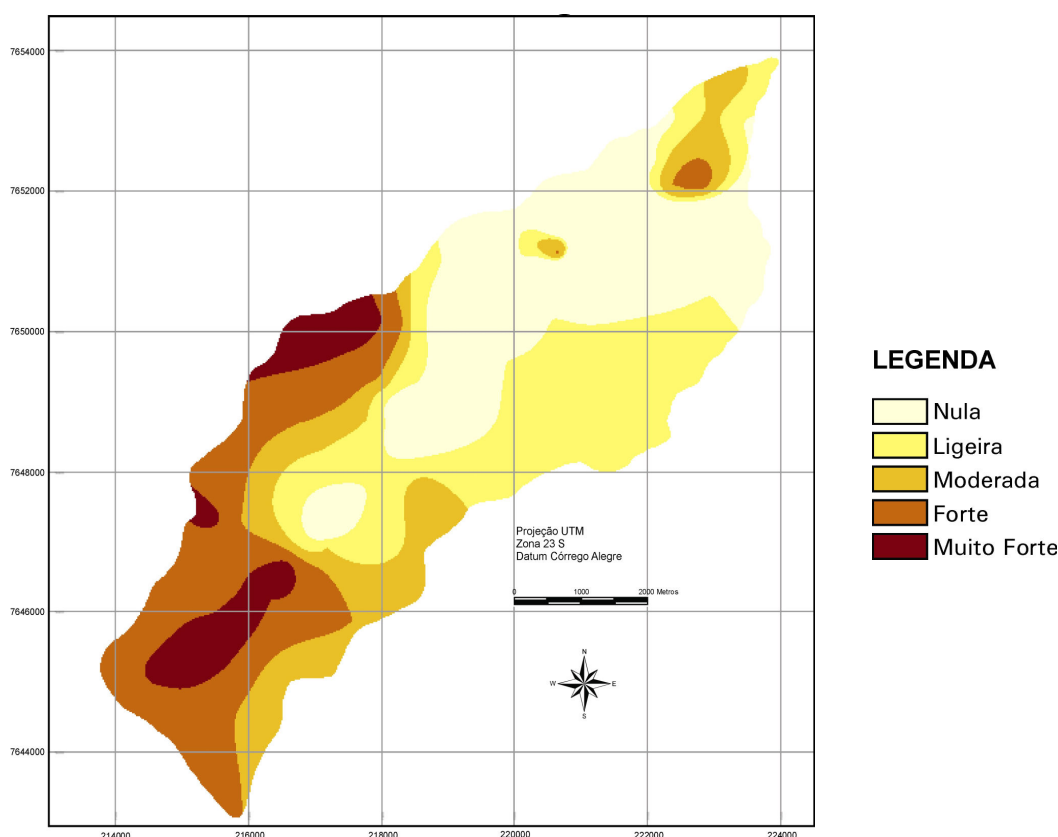 7654000
7652000
7650000
7648000
7646000
7644000
214000
216000
218000
220000
222000
224000
Projeção UTM
Zona 23 S
Datum Córrego Alegre
0 1000 2000 Metros
N
W E
S
LEGENDA
Nula
Ligeira
Moderada
Forte
Muito Forte